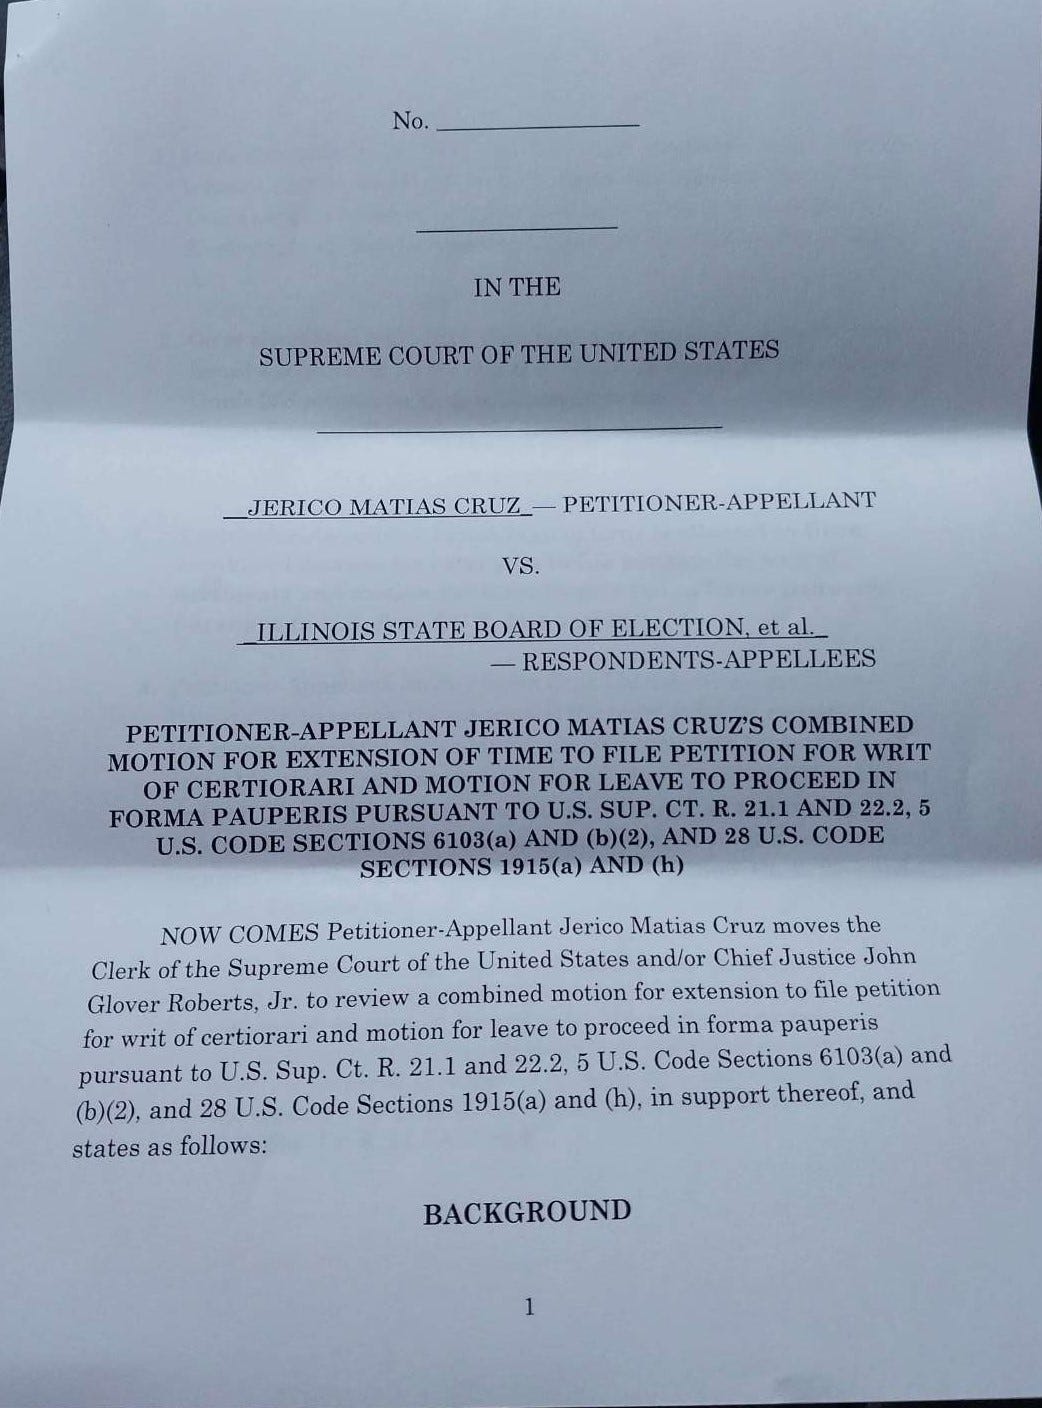 No. _______________
_______________
IN THE
SUPREME COURT OF THE UNITED STATES
_______________
__JERICO MATIAS CRUZ_— PETITIONER-APPELLANT
VS.
_ILLINOIS STATE BOARD OF ELECTION, et al._
— RESPONDENTS-APPELLEES
PETITIONER-APPELLANT JERICO MATIAS CRUZ'S COMBINED
MOTION FOR EXTENSION OF TIME TO FILE PETITION FOR WRIT
OF CERTIORARI AND MOTION FOR LEAVE TO PROCEED IN
FORMA PAUPERIS PURSUANT TO U.S. SUP. CT. R. 21.1 AND 22.2, 5
U.S. CODE SECTIONS 6103(a) AND (b)(2), AND 28 U.S. CODE
SECTIONS 1915(a) AND (h)
NOW COMES Petitioner-Appellant Jerico Matias Cruz moves the
Clerk of the Supreme Court of the United States and/or Chief Justice John
Glover Roberts, Jr. to review a combined motion for extension to file petition
for writ of certiorari and motion for leave to proceed in forma pauperis
pursuant to U.S. Sup. Ct. R. 21.1 and 22.2, 5 U.S. Code Sections 6103(a) and
(b)(2), and 28 U.S. Code Sections 1915(a) and (h), in support thereof, and
states as follows:
BACKGROUND
1